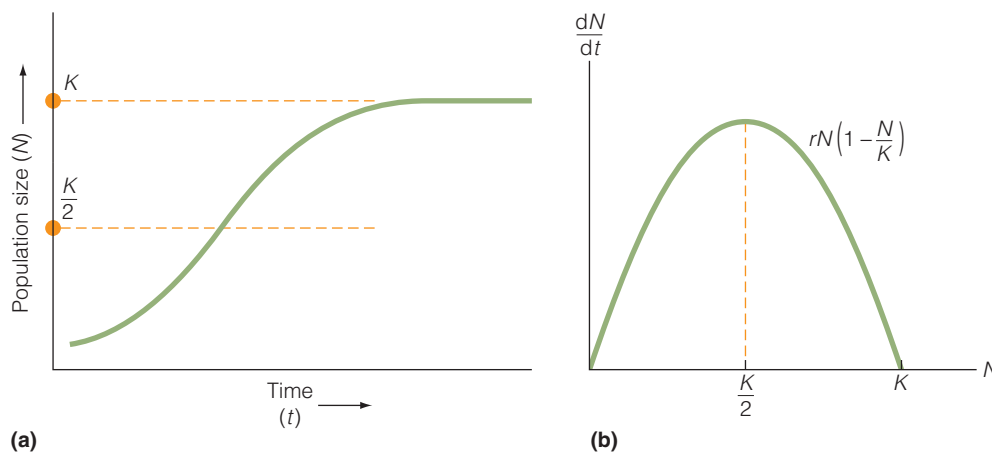 Population size (N)
K
K/2
Time
(t)
(a)
dN/dt
rN(1 − N/K)
K/2
K
N
(b)